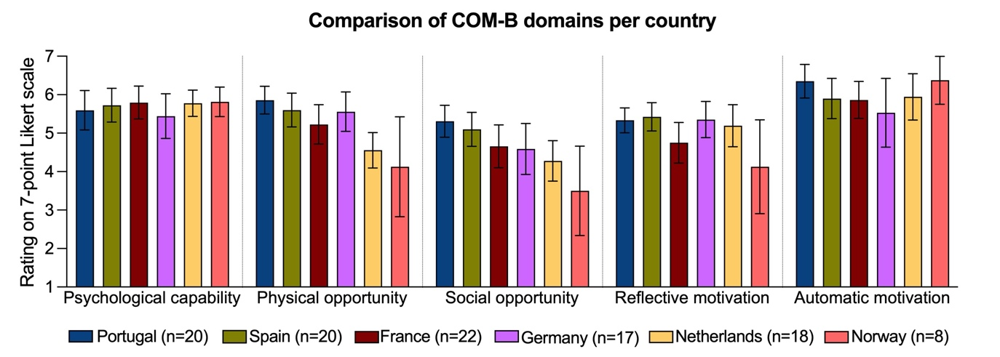 Comparison of COM-B domains per country
Rating on 7-point Likert scale
7
6
5
4
3
2
1
Psychological capability Physical opportunity Social opportunity Reflective motivation Automatic motivation
Portugal (n=20) Spain (n=20) France (n=22) Germany (n=17) Netherlands (n=18) Norway (n=8)